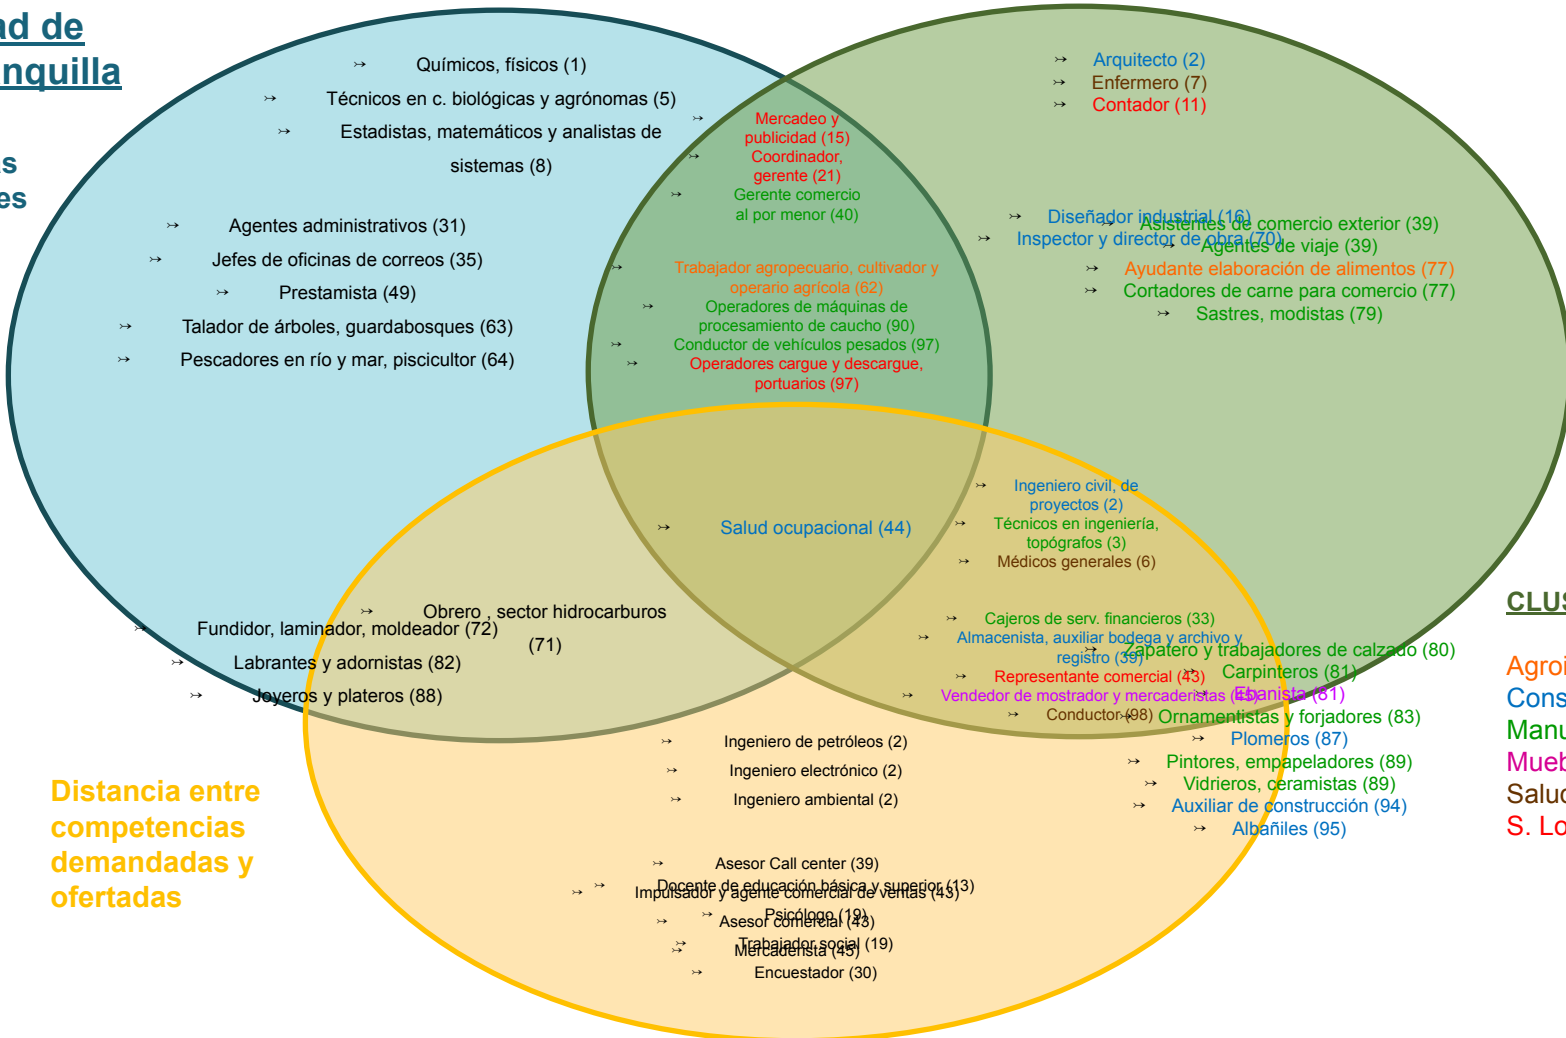 ad de
nquilla
s
es
→ Químicos, físicos (1)
→ Técnicos en c. biológicas y agrónomas (5)
→ Estadistas, matemáticos y analistas de
sistemas (8)
→ Agentes administrativos (31)
→ Jefes de oficinas de correos (35)
→ Prestamista (49)
→ Talador de árboles, guardabosques (63)
→ Pescadores en río y mar, piscicultor (64)
→ Mercadeo y
publicidad (15)
→ Coordinador,
gerente (21)
→ Gerente comercio
al por menor (40)
→ Trabajador agropecuario, cultivador y
operario agrícola (62)
→ Operadores de máquinas de
procesamiento de caucho (90)
→ Conductor de vehículos pesados (97)
→ Operadores cargue y descargue,
portuarios (97)
→ Arquitecto (2)
→ Enfermero (7)
→ Contador (11)
→ Diseñador industrial (16)
→ Inspector y director de obra (70)
→ Asistentes de comercio exterior (39)
→ Agentes de viaje (39)
→ Ayudante elaboración de alimentos (77)
→ Cortadores de carne para comercio (77)
→ Sastres, modistas (79)
→ Salud ocupacional (44)
→ Ingeniero civil, de
proyectos (2)
→ Técnicos en ingeniería,
topógrafos (3)
→ Médicos generales (6)
→ Cajeros de serv. financieros (33)
→ Almacenista, auxiliar bodega y archivo y
registro (39)
→ Representante comercial (43)
→ Vendedor de mostrador y mercaderistas (45)
→ Conductor (98)
→ Obrero , sector hidrocarburos
(71)
→ Fundidor, laminador, moldeador (72)
→ Labrantes y adornistas (82)
→ Joyeros y plateros (88)
→ Zapatero y trabajadores de calzado (80)
→ Carpinteros (81)
→ Ebanista (81)
→ Ornamentistas y forjadores (83)
→ Plomeros (87)
→ Pintores, empapeladores (89)
→ Vidrieros, ceramistas (89)
→ Auxiliar de construcción (94)
→ Albañiles (95)
→ Ingeniero de petróleos (2)
→ Ingeniero electrónico (2)
→ Ingeniero ambiental (2)
→ Asesor Call center (39)
→ Docente de educación básica y superior (13)
→ Impulsador y agente comercial de ventas (43)
→ Psicólogo (19)
→ Asesor comercial (43)
→ Trabajador social (19)
→ Mercaderista (45)
→ Encuestador (30)
Distancia entre
competencias
demandadas y
ofertadas
CLUS
Agroi
Cons
Manu
Mueb
Salud
S. Lo